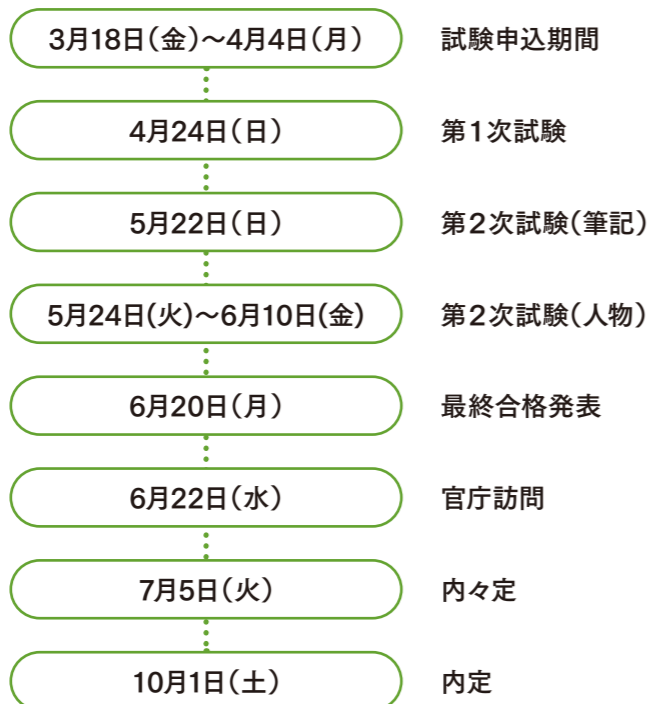 3月18日(金)～4月4日(月) 試験申込期間
4月24日(日) 第1次試験
5月22日(日) 第2次試験(筆記)
5月24日(火)～6月10日(金) 第2次試験(人物)
6月20日(月) 最終合格発表
6月22日(水) 官庁訪問
7月5日(火) 内々定
10月1日(土) 内定